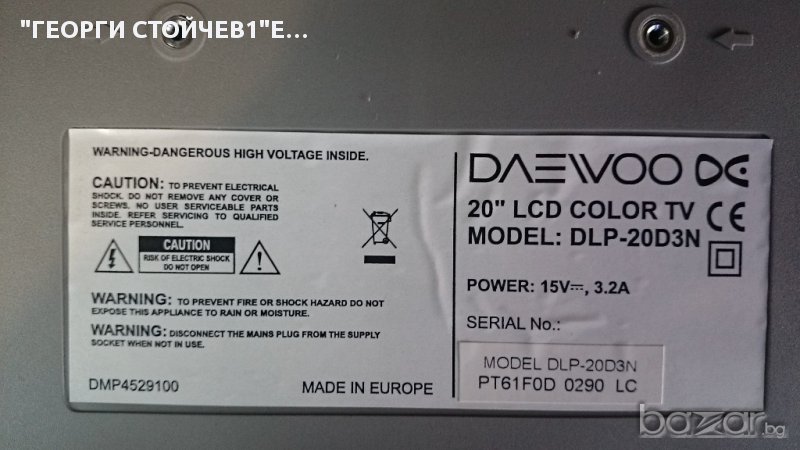 "ГЕОРГИ СТОЙЧЕВ1"Е...
WARNING-DANGEROUS HIGH VOLTAGE INSIDE.
CAUTION: TO PREVENT ELECTRICAL
SHOCK, DO NOT REMOVE ANY COVER OR
SCREWS. NO USER SERVICEABLE PARTS
INSIDE. REFER SERVICING TO QUALIFIED
SERVICE PERSONNEL.
CAUTION
RISK OF ELECTRIC SHOCK
DO NOT OPEN
WARNING: TO PREVENT FIRE OR SHOCK HAZARD DO NOT
EXPOSE THIS APPLIANCE TO RAIN OR MOISTURE.
WARNING: DISCONNECT THE MAINS PLUG FROM THE SUPPLY
SOCKET WHEN NOT IN USE.
DMP4529100
MADE IN EUROPE
DAEWOO DE
20" LCD COLOR TV
CE
MODEL: DLP-20D3N
POWER: 15V⎓, 3.2A
SERIAL No.:
MODEL DLP-20D3N
PT61F0D 0290 LC
bazar.bg